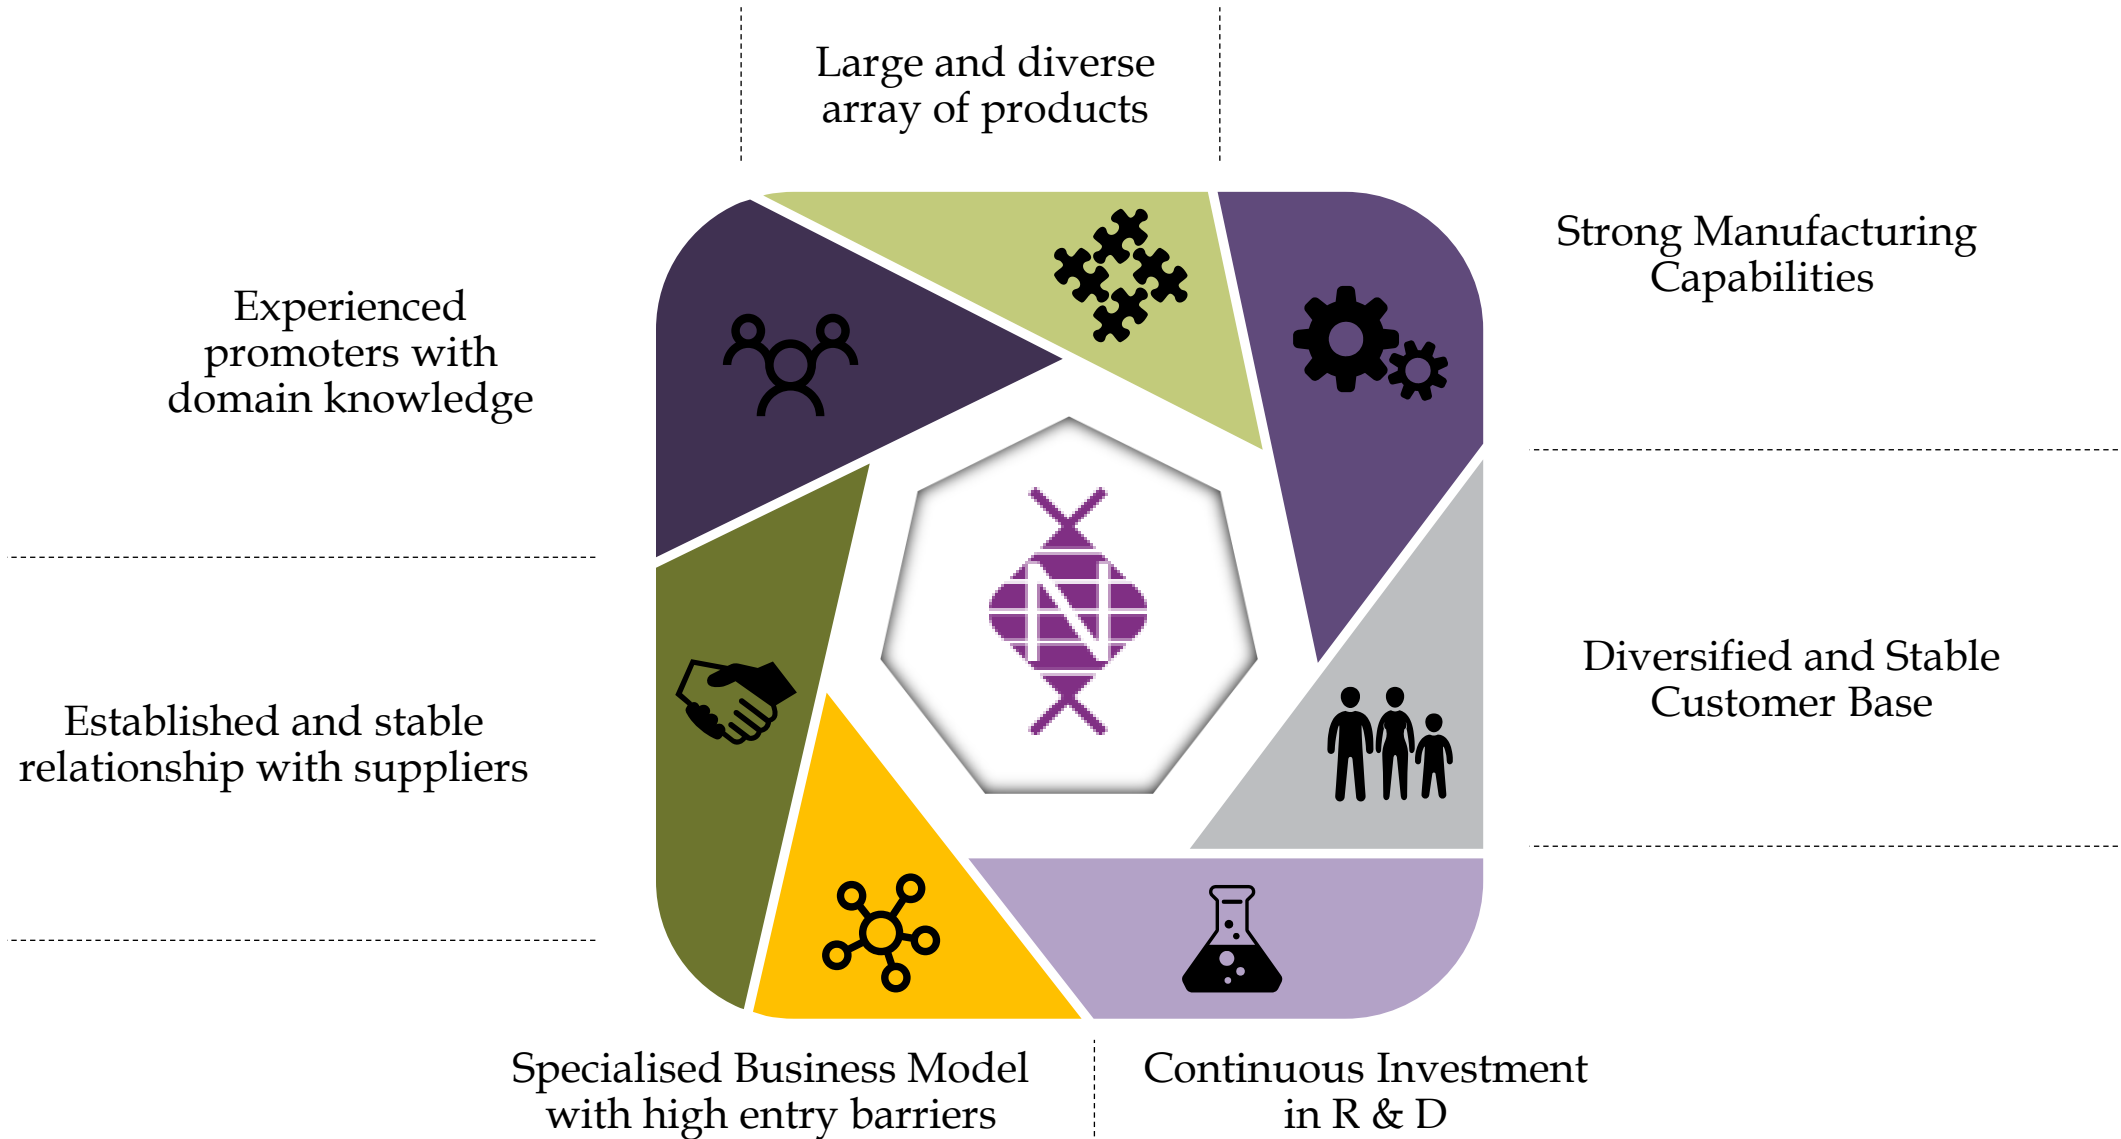 Large and diverse
array of products
Strong Manufacturing
Capabilities
Experienced
promoters with
domain knowledge
N
Diversified and Stable
Customer Base
Established and stable
relationship with suppliers
Specialised Business Model
with high entry barriers
Continuous Investment
in R & D